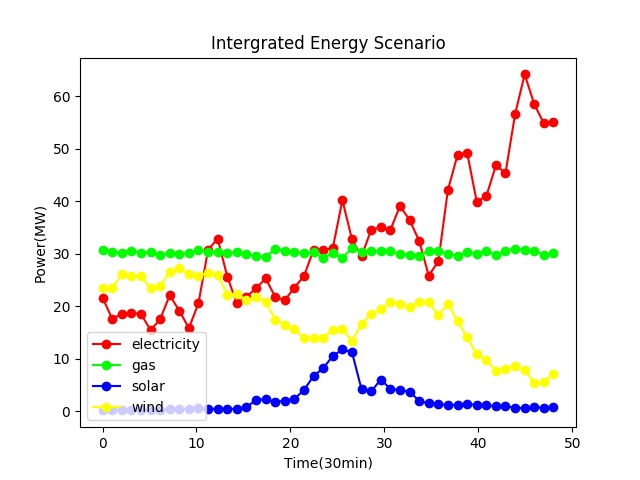 Intergrated Energy Scenario
Power(MW)
60
50
40
30
20
10
0
electricity
gas
solar
wind
0 10 20 30 40 50
Time(30min)